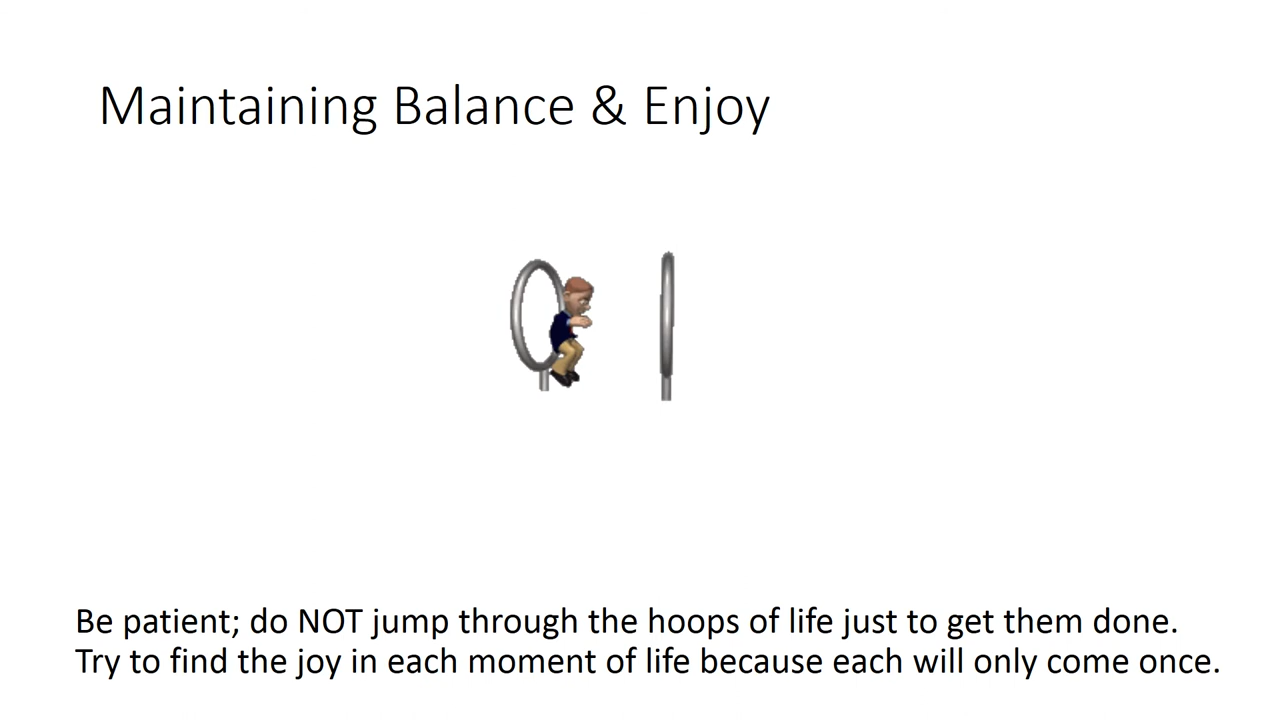 Maintaining Balance & Enjoy
Be patient; do NOT jump through the hoops of life just to get them done.
Try to find the joy in each moment of life because each will only come once.